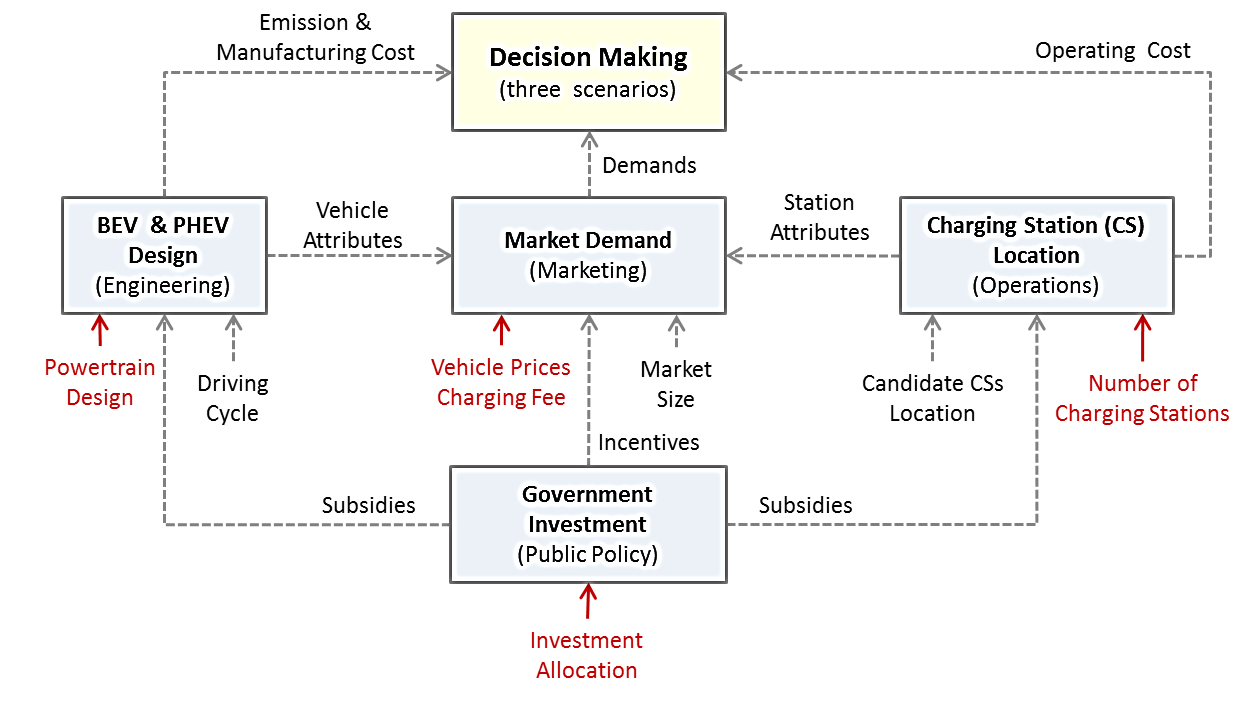 Emission &
Manufacturing Cost
Decision Making
(three scenarios)
Operating Cost
Demands
BEV & PHEV
Design
(Engineering)
Vehicle
Attributes
Market Demand
(Marketing)
Station
Attributes
Charging Station (CS)
Location
(Operations)
Powertrain
Design
Driving
Cycle
Vehicle Prices
Charging Fee
Market
Size
Candidate CSs
Location
Number of
Charging Stations
Incentives
Subsidies
Government
Investment
(Public Policy)
Subsidies
Investment
Allocation